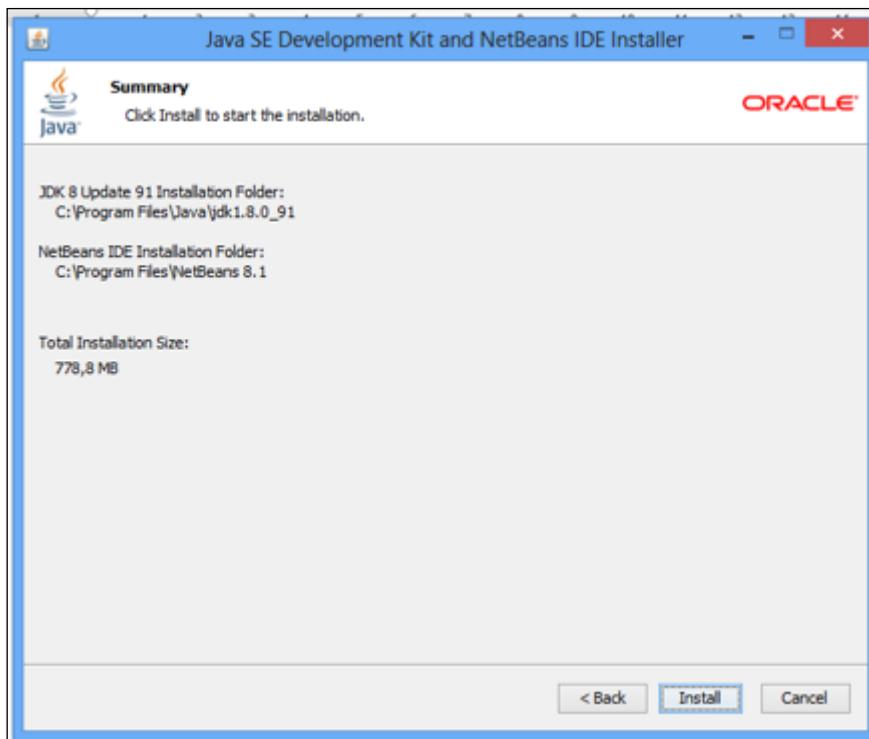 Java SE Development Kit and NetBeans IDE Installer
Summary
Click Install to start the installation.
Java
ORACLE
JDK 8 Update 91 Installation Folder:
C:\Program Files\Java\jdk1.8.0_91
NetBeans IDE Installation Folder:
C:\Program Files\NetBeans 8.1
Total Installation Size:
778,8 MB
< Back
Install
Cancel